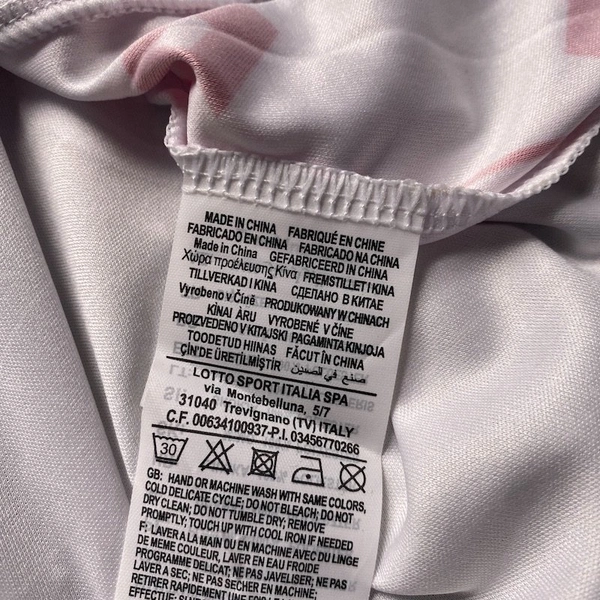 MADE IN CHINA FABRIQUÉ EN CHINE
FABRICADO EN CHINA FABRICADO NA CHINA
Made in China GEFABRICEERD IN CHINA
Χώρα προέλευσης Κίνα FREMSTILLET I KINA
TILLVERKAD I KINA СДЕЛАНО В КИТАЕ
Vyrobeno v Číně PRODUKOWANY W CHINACH
KÍNAI ÁRU VYROBENÉ V ČÍNE
PROIZVEDENO V KITAJSKI PAGAMINTA KINIJOJA
TOODETUD HIINAS FĂCUT ÎN CHINA
ÇİN'DE ÜRETİLMİŞTİR صنع في الصين
LOTTO SPORT ITALIA SPA
via Montebelluna, 5/7
31040 Trevignano (TV) ITALY
C.F. 00634100937-P.I. 03456770266
30
GB: HAND OR MACHINE WASH WITH SAME COLORS,
COLD DELICATE CYCLE; DO NOT BLEACH; DO NOT
DRY CLEAN; DO NOT TUMBLE DRY; REMOVE
PROMPTLY; TOUCH UP WITH COOL IRON IF NEEDED
F: LAVER A LA MAIN OU EN MACHINE AVEC DU LINGE
DE MEME COULEUR, LAVER EN EAU FROIDE
PROGRAMME DELICAT; NE PAS JAVELISER; NE PAS
LAVER A SEC; NE PAS SECHER EN MACHINE;
RETIRER RAPIDEMENT UNE FOIS LE